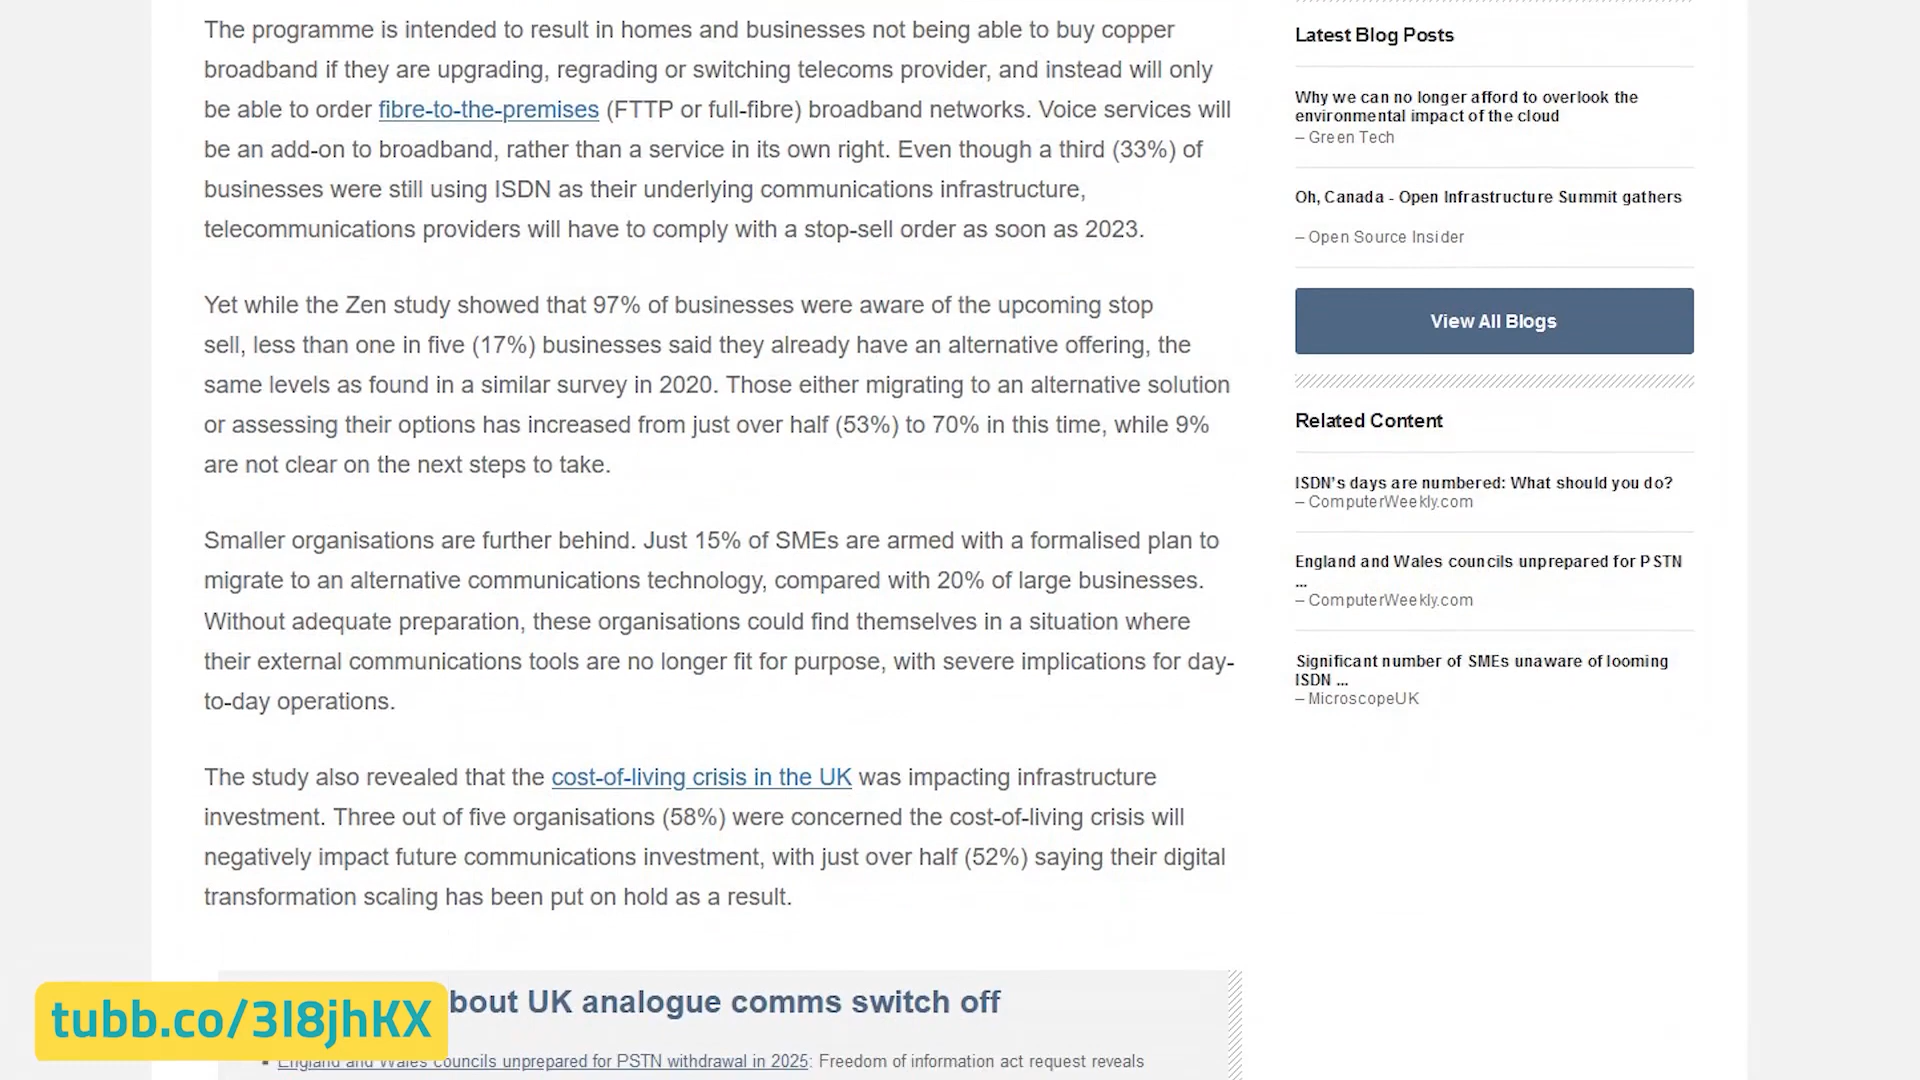 The programme is intended to result in homes and businesses not being able to buy copper
broadband if they are upgrading, regrading or switching telecoms provider, and instead will only
be able to order fibre-to-the-premises (FTTP or full-fibre) broadband networks. Voice services will
be an add-on to broadband, rather than a service in its own right. Even though a third (33%) of
businesses were still using ISDN as their underlying communications infrastructure,
telecommunications providers will have to comply with a stop-sell order as soon as 2023.
Yet while the Zen study showed that 97% of businesses were aware of the upcoming stop
sell, less than one in five (17%) businesses said they already have an alternative offering, the
same levels as found in a similar survey in 2020. Those either migrating to an alternative solution
or assessing their options has increased from just over half (53%) to 70% in this time, while 9%
are not clear on the next steps to take.
Smaller organisations are further behind. Just 15% of SMEs are armed with a formalised plan to
migrate to an alternative communications technology, compared with 20% of large businesses.
Without adequate preparation, these organisations could find themselves in a situation where
their external communications tools are no longer fit for purpose, with severe implications for day-
to-day operations.
The study also revealed that the cost-of-living crisis in the UK was impacting infrastructure
investment. Three out of five organisations (58%) were concerned the cost-of-living crisis will
negatively impact future communications investment, with just over half (52%) saying their digital
transformation scaling has been put on hold as a result.
bout UK analogue comms switch off
England and Wales councils unprepared for PSTN withdrawal in 2025: Freedom of information act request reveals
tubb.co/3I8jhKX
Latest Blog Posts
Why we can no longer afford to overlook the
environmental impact of the cloud
– Green Tech
Oh, Canada - Open Infrastructure Summit gathers
– Open Source Insider
View All Blogs
Related Content
ISDN's days are numbered: What should you do?
– ComputerWeekly.com
England and Wales councils unprepared for PSTN
...
– ComputerWeekly.com
Significant number of SMEs unaware of looming
ISDN ...
– MicroscopeUK